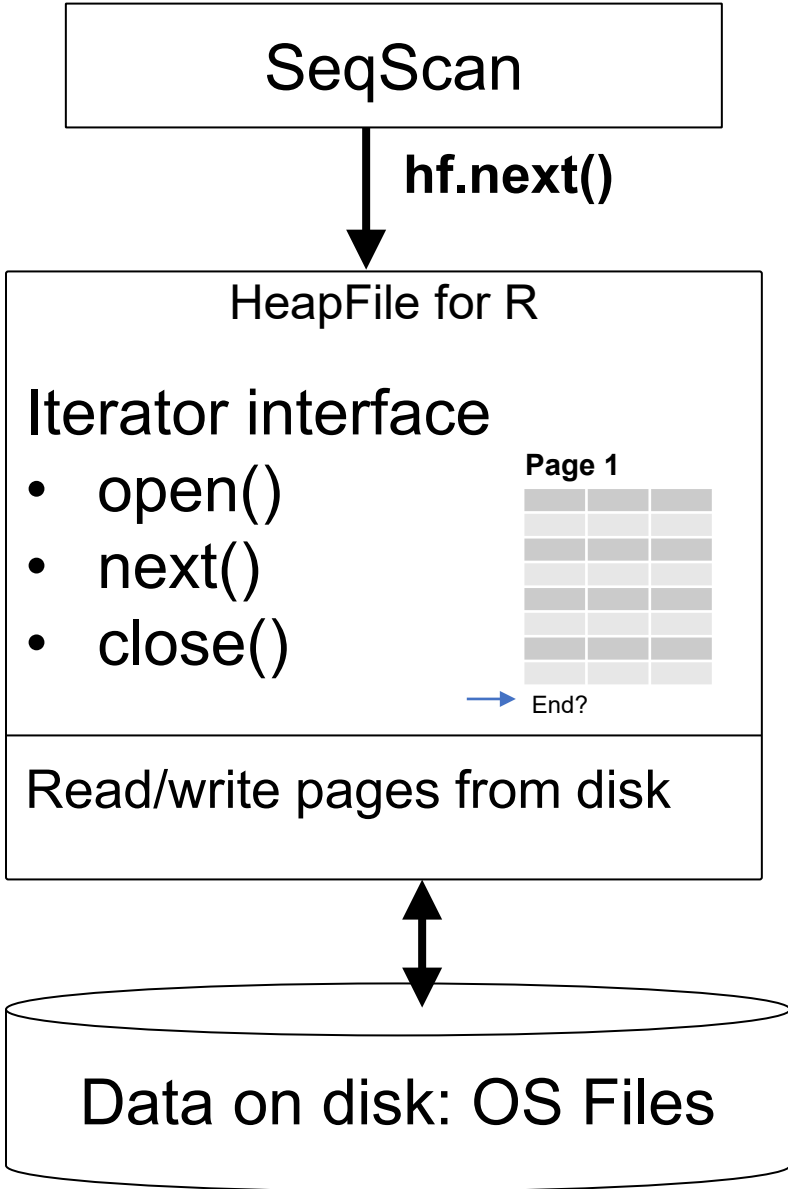 SeqScan
hf.next()
HeapFile for R
Iterator interface
• open()
• next()
• close()
Page 1
End?
Read/write pages from disk
Data on disk: OS Files